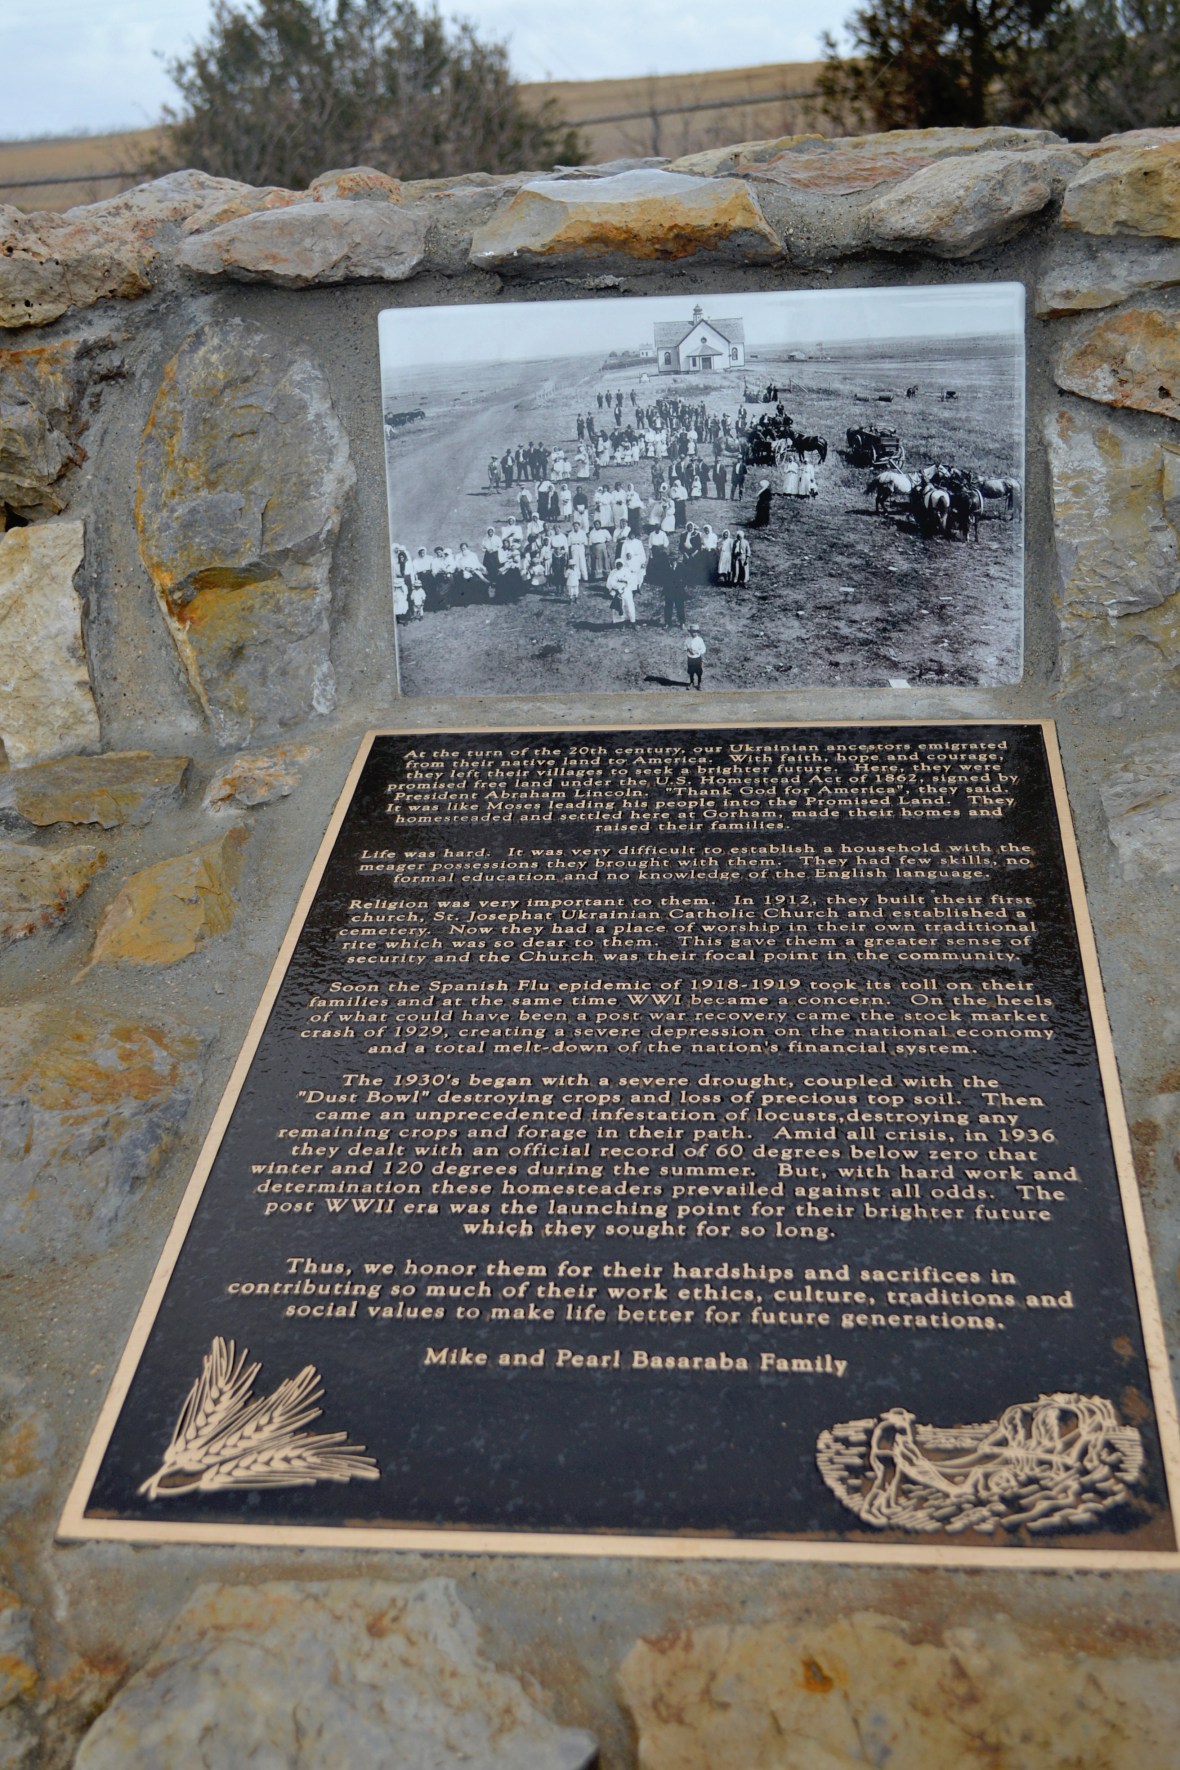 At the turn of the 20th century, our Ukrainian ancestors emigrated
from their native land to America. With faith, hope and courage,
they left their villages to seek a brighter future. Here, they were
promised free land under the U.S. Homestead Act of 1862, signed by
President Abraham Lincoln. "Thank God for America", they said.
It was like Moses leading his people into the Promised Land. They
homesteaded and settled here at Gorham, made their homes and
raised their families.
Life was hard. It was very difficult to establish a household with the
meager possessions they brought with them. They had few skills, no
formal education and no knowledge of the English language.
Religion was very important to them. In 1912, they built their first
church, St. Josephat Ukrainian Catholic Church and established a
cemetery. Now they had a place of worship in their own traditional
rite which was so dear to them. This gave them a greater sense of
security and the Church was their focal point in the community.
Soon the Spanish Flu epidemic of 1918-1919 took its toll on their
families and at the same time WWI became a concern. On the heels
of what could have been a post war recovery came the stock market
crash of 1929, creating a severe depression on the national economy
and a total melt-down of the nation's financial system.
The 1930's began with a severe drought, coupled with the
"Dust Bowl" destroying crops and loss of precious top soil. Then
came an unprecedented infestation of locusts,destroying any
remaining crops and forage in their path. Amid all crisis, in 1936
they dealt with an official record of 60 degrees below zero that
winter and 120 degrees during the summer. But, with hard work and
determination these homesteaders prevailed against all odds. The
post WWII era was the launching point for their brighter future
which they sought for so long.
Thus, we honor them for their hardships and sacrifices in
contributing so much of their work ethics, culture, traditions and
social values to make life better for future generations.
Mike and Pearl Basaraba Family